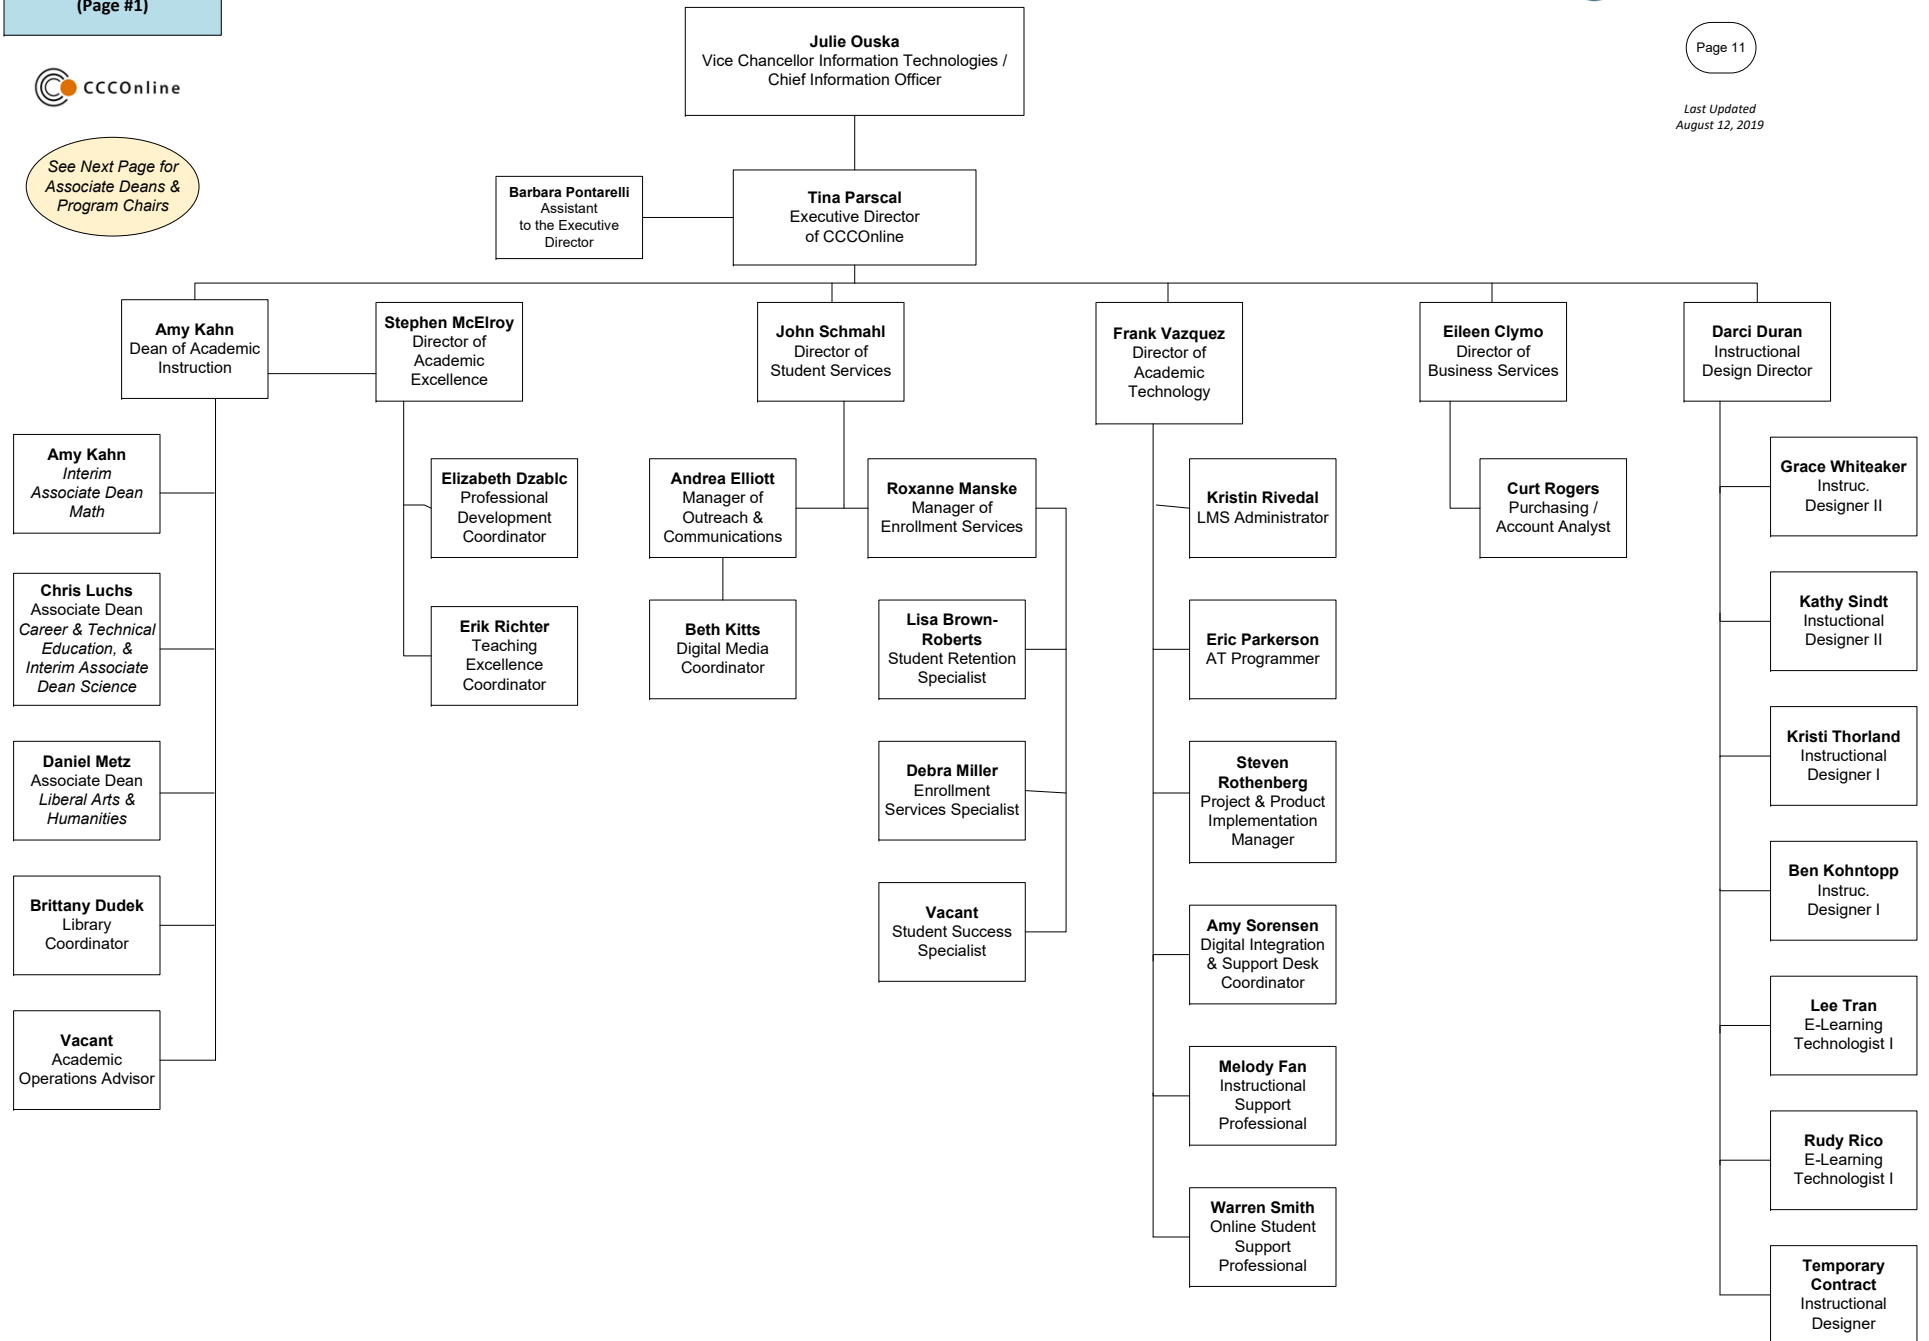 (Page #1)
CCCOnline
See Next Page for
Associate Deans &
Program Chairs
Julie Ouska
Vice Chancellor Information Technologies /
Chief Information Officer
Page 11
Last Updated
August 12, 2019
Barbara Pontarelli
Assistant
to the Executive
Director
Tina Parscal
Executive Director
of CCCOnline
Amy Kahn
Dean of Academic
Instruction
Stephen McElroy
Director of
Academic
Excellence
John Schmahl
Director of
Student Services
Frank Vazquez
Director of
Academic
Technology
Eileen Clymo
Director of
Business Services
Darci Duran
Instructional
Design Director
Amy Kahn
Interim
Associate Dean
Math
Chris Luchs
Associate Dean
Career & Technical
Education, &
Interim Associate
Dean Science
Daniel Metz
Associate Dean
Liberal Arts &
Humanities
Brittany Dudek
Library
Coordinator
Vacant
Academic
Operations Advisor
Elizabeth Dzablc
Professional
Development
Coordinator
Erik Richter
Teaching
Excellence
Coordinator
Andrea Elliott
Manager of
Outreach &
Communications
Beth Kitts
Digital Media
Coordinator
Roxanne Manske
Manager of
Enrollment Services
Lisa Brown-
Roberts
Student Retention
Specialist
Debra Miller
Enrollment
Services Specialist
Vacant
Student Success
Specialist
Kristin Rivedal
LMS Administrator
Eric Parkerson
AT Programmer
Steven
Rothenberg
Project & Product
Implementation
Manager
Amy Sorensen
Digital Integration
& Support Desk
Coordinator
Melody Fan
Instructional
Support
Professional
Warren Smith
Online Student
Support
Professional
Curt Rogers
Purchasing /
Account Analyst
Grace Whiteaker
Instruc.
Designer II
Kathy Sindt
Instuctional
Designer II
Kristi Thorland
Instructional
Designer I
Ben Kohntopp
Instruc.
Designer I
Lee Tran
E-Learning
Technologist I
Rudy Rico
E-Learning
Technologist I
Temporary
Contract
Instructional
Designer